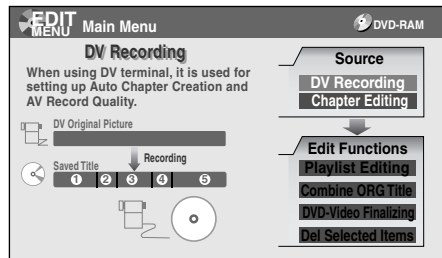 EDIT
MENU Main Menu
DVD-RAM
DV Recording
When using DV terminal, it is used for
setting up Auto Chapter Creation and
AV Record Quality.
DV Original Picture
Recording
Saved Title
1 2 3 4 5
Source
DV Recording
Chapter Editing
Edit Functions
Playlist Editing
Combine ORG Title
DVD-Video Finalizing
Del Selected Items